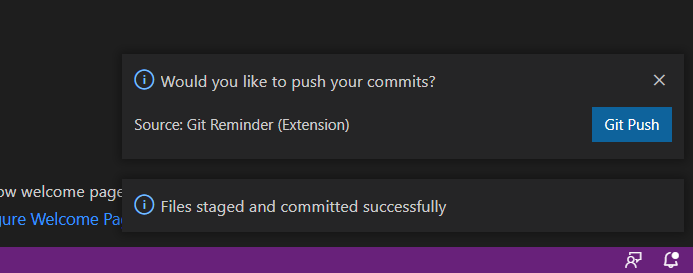 Would you like to push your commits?
Source: Git Reminder (Extension)
Git Push
ow welcome page
Files staged and committed successfully
gure Welcome Pa